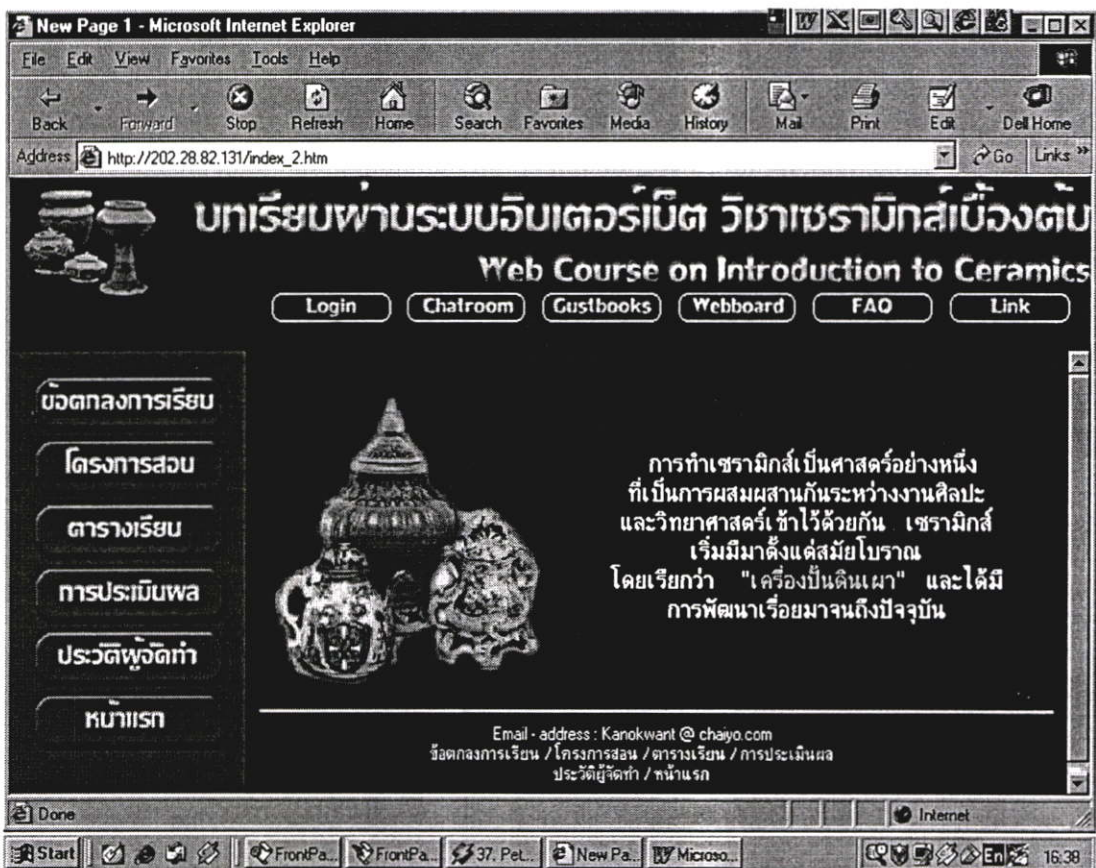 New Page 1 - Microsoft Internet Explorer
File Edit View Favorites Tools Help
Back Forward Stop Refresh Home Search Favorites Media History Mail Print Edit Dell Home
Address http://202.28.82.131/index_2.htm Go Links »
บทเรียนผ่านระบบอินเตอร์เน็ต วิชาเซรามิกส์เบื้องต้น
Web Course on Introduction to Ceramics
Login Chatroom Gustbooks Webboard FAQ Link
ข้อตกลงการเรียน
โครงการสอน
ตารางเรียน
การประเมินผล
ประวัติผู้จัดทำ
หน้าแรก
การทำเซรามิกส์เป็นศาสตร์อย่างหนึ่ง
ที่เป็นการผสมผสานกันระหว่างงานศิลปะ
และวิทยาศาสตร์เข้าไว้ด้วยกัน เซรามิกส์
เริ่มมีมาตั้งแต่สมัยโบราณ
โดยเรียกว่า "เครื่องปั้นดินเผา" และได้มี
การพัฒนาเรื่อยมาจนถึงปัจจุบัน
Email - address : Kanokwant @ chaiyo.com
ข้อตกลงการเรียน / โครงการสอน / ตารางเรียน / การประเมินผล
ประวัติผู้จัดทำ / หน้าแรก
Done Internet
Start FrontPa... FrontPa... 37. Pet... New Pa... Microso... En 16:38